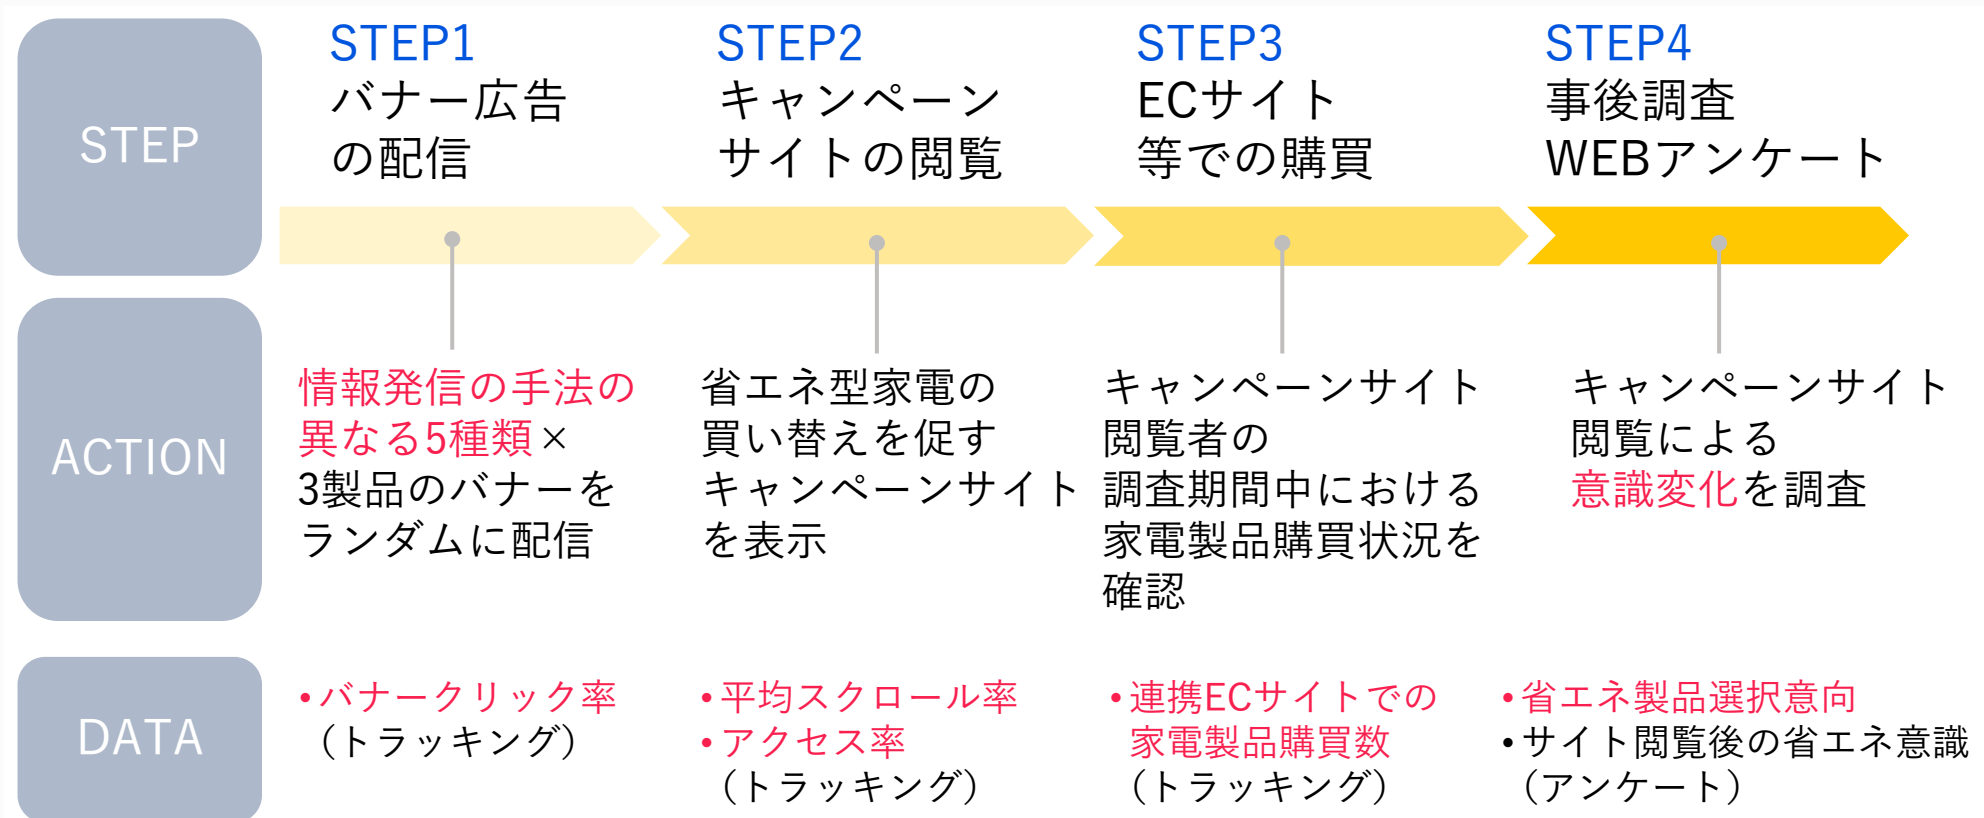 STEP
STEP1
バナー広告
の配信
STEP2
キャンペーン
サイトの閲覧
STEP3
ECサイト
等での購買
STEP4
事後調査
WEBアンケート
ACTION
情報発信の手法の
異なる5種類×
3製品のバナーを
ランダムに配信
省エネ型家電の
買い替えを促す
キャンペーンサイト
を表示
キャンペーンサイト
閲覧者の
調査期間中における
家電製品購買状況を
確認
キャンペーンサイト
閲覧による
意識変化を調査
DATA
•バナークリック率
（トラッキング）
•平均スクロール率
•アクセス率
（トラッキング）
•連携ECサイトでの
家電製品購買数
（トラッキング）
•省エネ製品選択意向
•サイト閲覧後の省エネ意識
（アンケート）